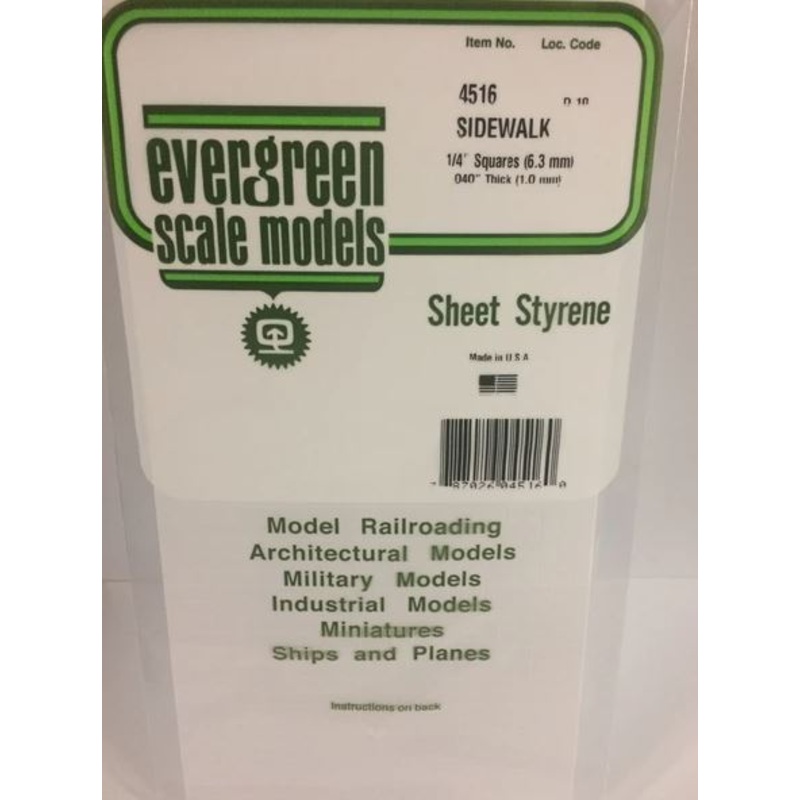 Item No. Loc. Code
4516
SIDEWALK
1/4" Squares (6.3 mm)
.040" Thick (1.0 mm)
evergreen
scale models
Sheet Styrene
Made in U.S.A
Model Railroading
Architectural Models
Military Models
Industrial Models
Miniatures
Ships and Planes
Instructions on back